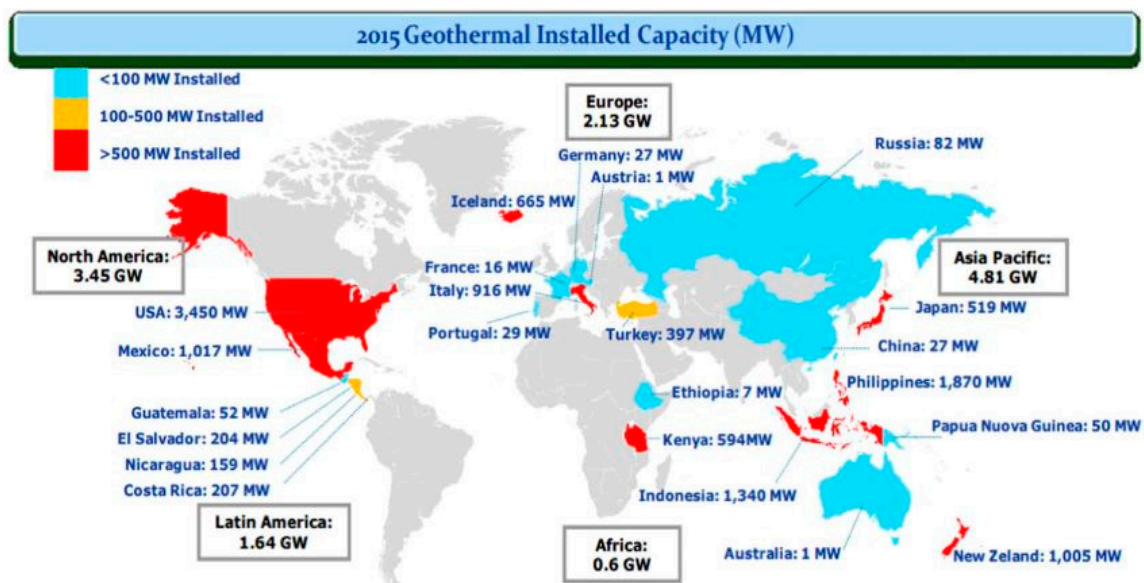 2015 Geothermal Installed Capacity (MW)
<100 MW Installed
100-500 MW Installed
>500 MW Installed
Europe:
2.13 GW
Germany: 27 MW
Austria: 1 MW
Russia: 82 MW
Iceland: 665 MW
North America:
3.45 GW
Asia Pacific:
4.81 GW
France: 16 MW
Italy: 916 MW
USA: 3,450 MW
Japan: 519 MW
Portugal: 29 MW
Turkey: 397 MW
Mexico: 1,017 MW
China: 27 MW
Philippines: 1,870 MW
Ethiopia: 7 MW
Guatemala: 52 MW
El Salvador: 204 MW
Kenya: 594MW
Papua Nuova Guinea: 50 MW
Nicaragua: 159 MW
Costa Rica: 207 MW
Indonesia: 1,340 MW
Latin America:
1.64 GW
Africa:
0.6 GW
Australia: 1 MW
New Zeland: 1,005 MW